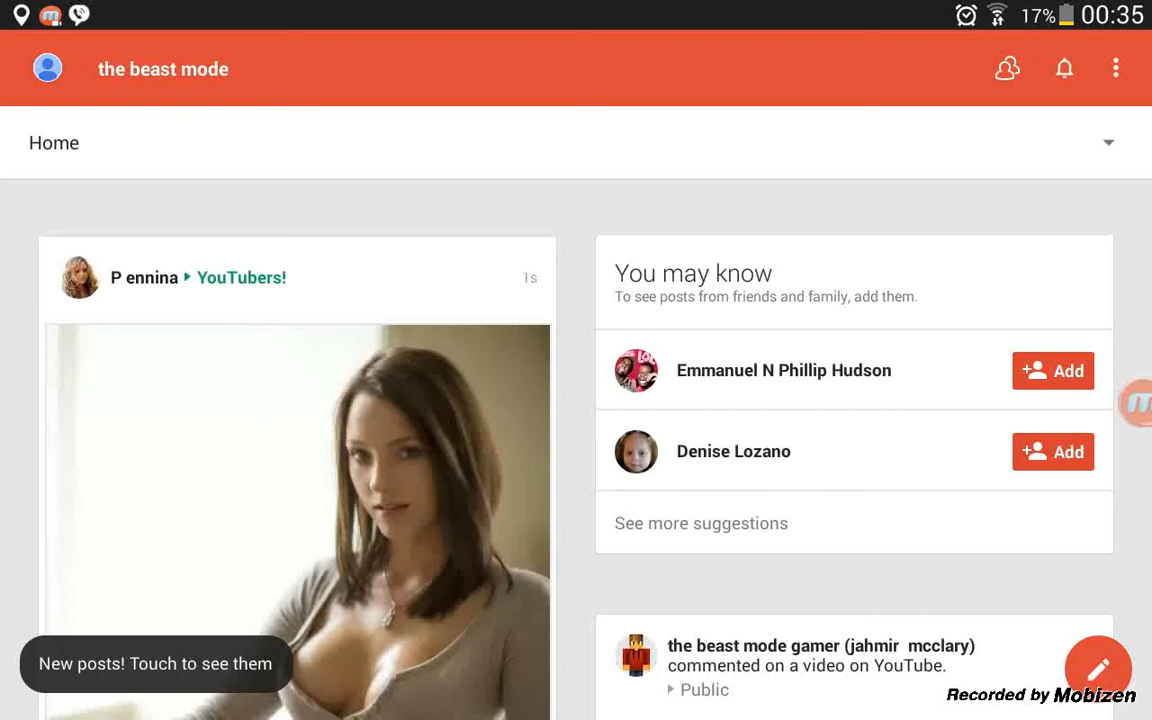 17% 00:35
the beast mode
Home
P ennina ▸ YouTubers!
1s
You may know
To see posts from friends and family, add them.
Emmuel N Phillip Hudson
Add
Denise Lozano
Add
See more suggestions
the beast mode gamer (jahmir mcclary)
commented on a video on YouTube.
▸ Public
New posts! Touch to see them
Recorded by Mobizen